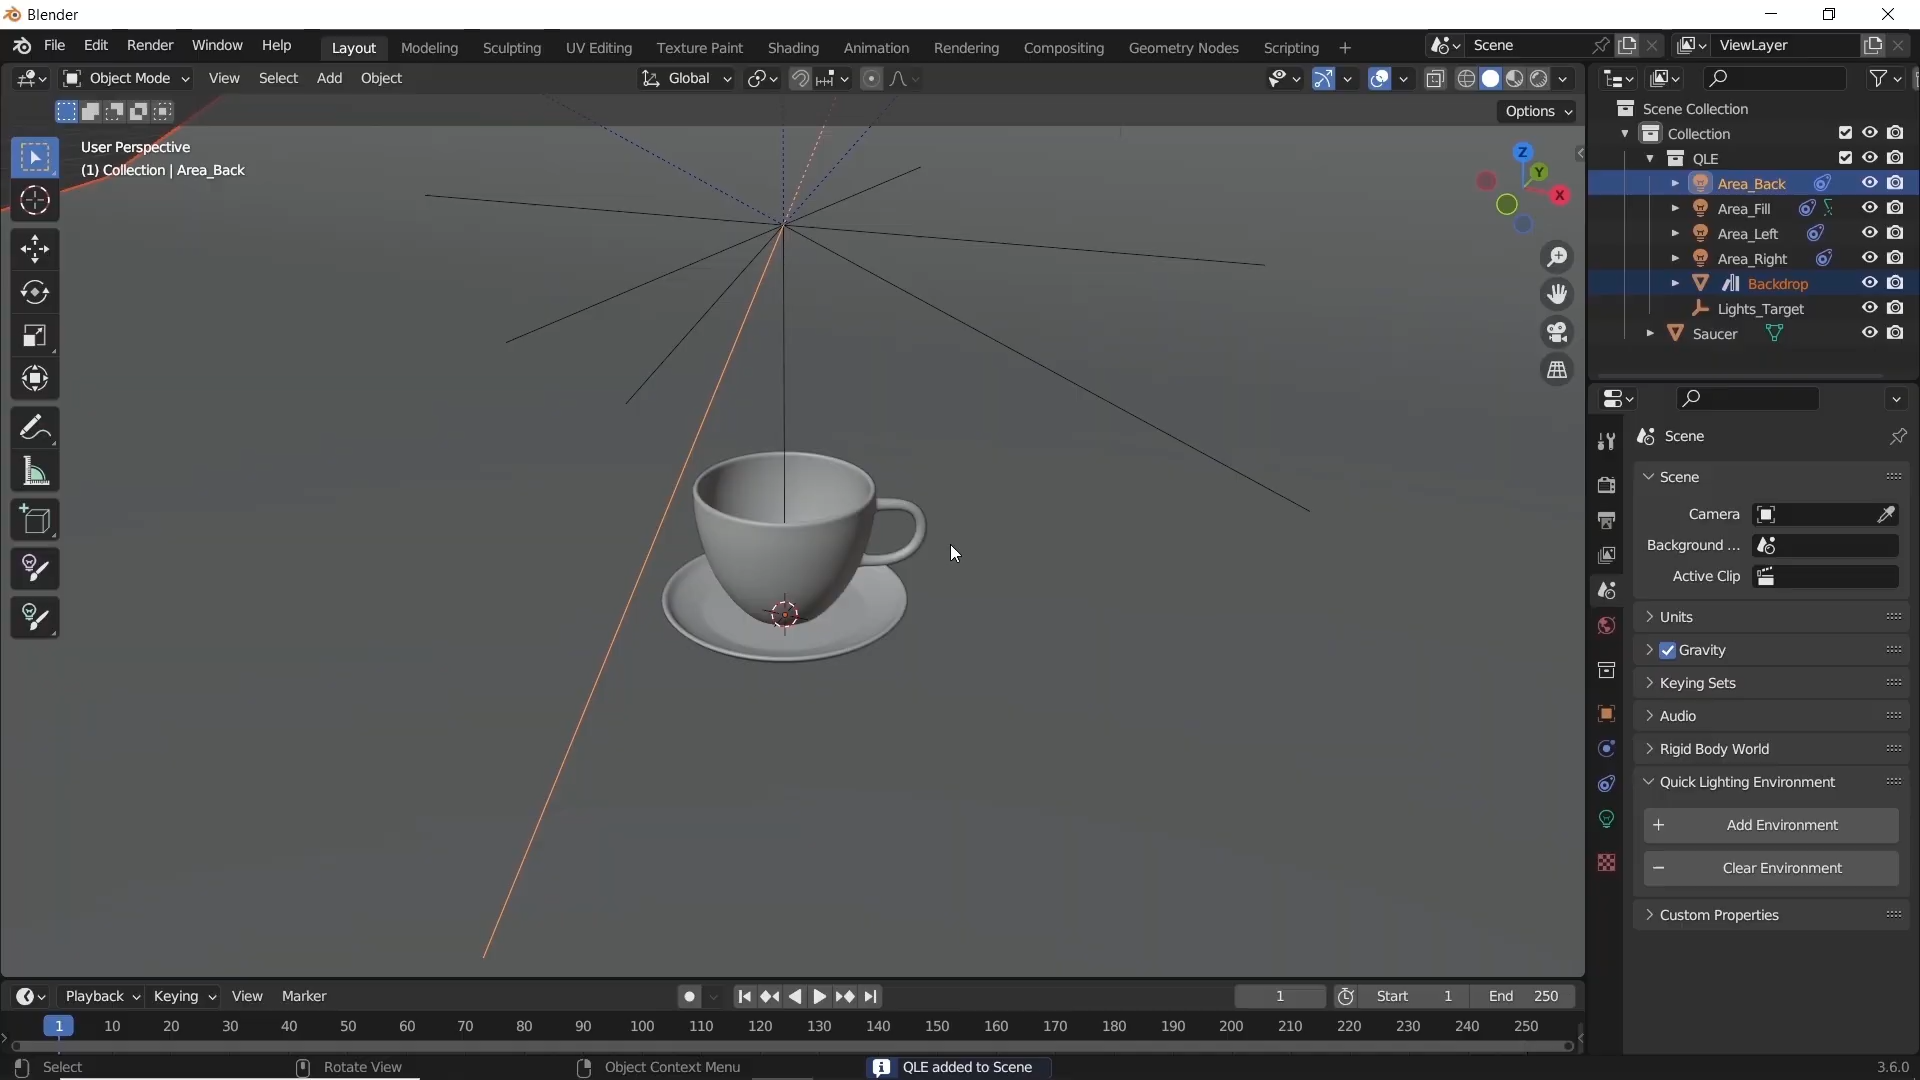 Blender
File Edit Render Window Help Layout Modeling Sculpting UV Editing Texture Paint Shading Animation Rendering Compositing Geometry Nodes Scripting + Scene ViewLayer
Object Mode View Select Add Object Global
Options
User Perspective
(1) Collection | Area_Back
Z
Y
X
Scene Collection
Collection
QLE
Area_Back
Area_Fill
Area_Left
Area_Right
Backdrop
Lights_Target
Saucer
Scene
Scene
Camera
Background ...
Active Clip
Units
Gravity
Keying Sets
Audio
Rigid Body World
Quick Lighting Environment
+ Add Environment
− Clear Environment
Custom Properties
Playback Keying View Marker 1 Start 1 End 250
1 10 20 30 40 50 60 70 80 90 100 110 120 130 140 150 160 170 180 190 200 210 220 230 240 250
Select Rotate View Object Context Menu QLE added to Scene 3.6.0